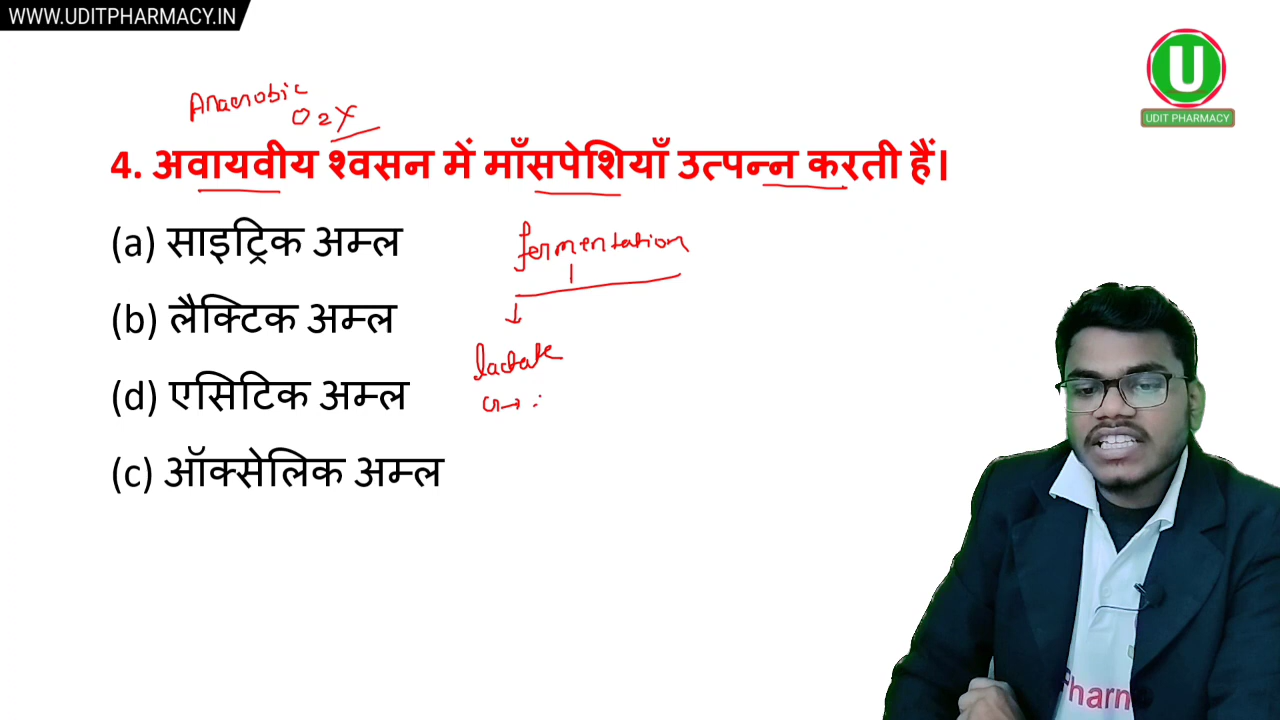 WWW.UDITPHARMACY.IN
U
UDIT PHARMACY
Anaerobic
O2X
4. अवायवीय श्वसन में माँसपेशियाँ उत्पन्न करती हैं।
(a) साइट्रिक अम्ल
fermentation
(b) लैक्टिक अम्ल
lactate
(d) एसिटिक अम्ल
(c) ऑक्सेलिक अम्ल
Pharm